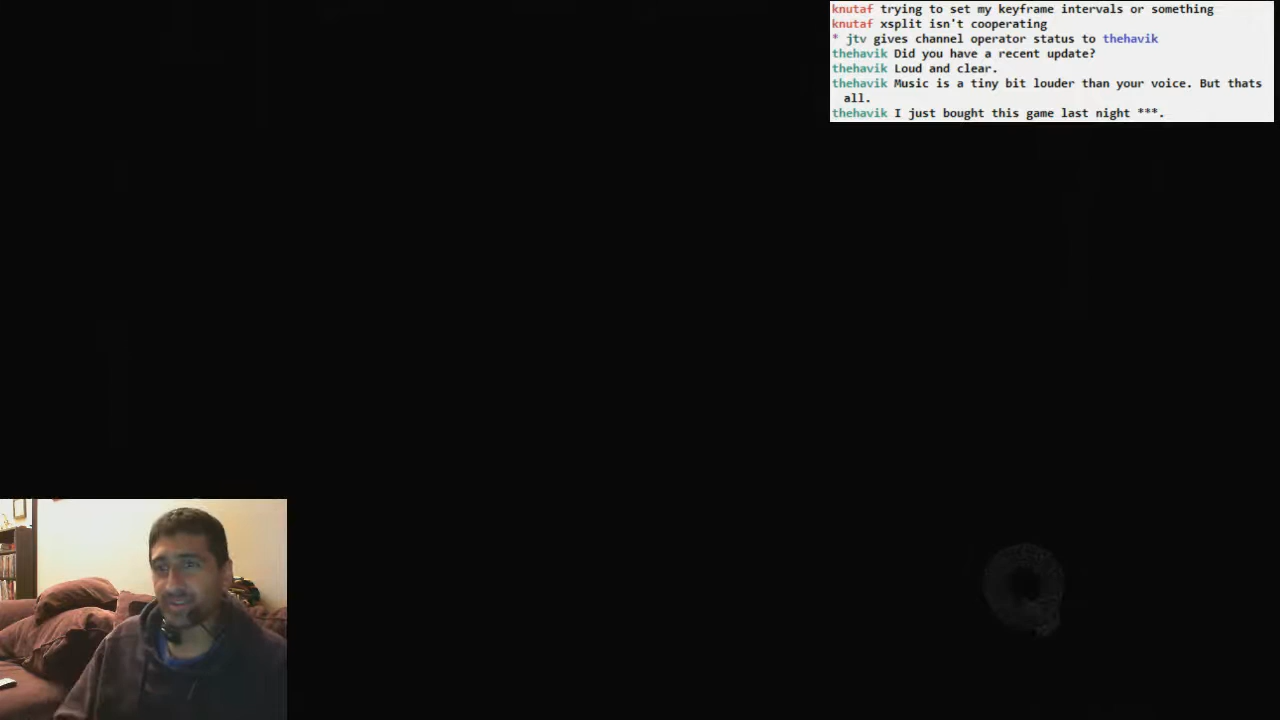 knutaf trying to set my keyframe intervals or something
knutaf xsplit isn't cooperating
* jtv gives channel operator status to thehavik
thehavik Did you have a recent update?
thehavik Loud and clear.
thehavik Music is a tiny bit louder than your voice. But thats
all.
thehavik I just bought this game last night ***.